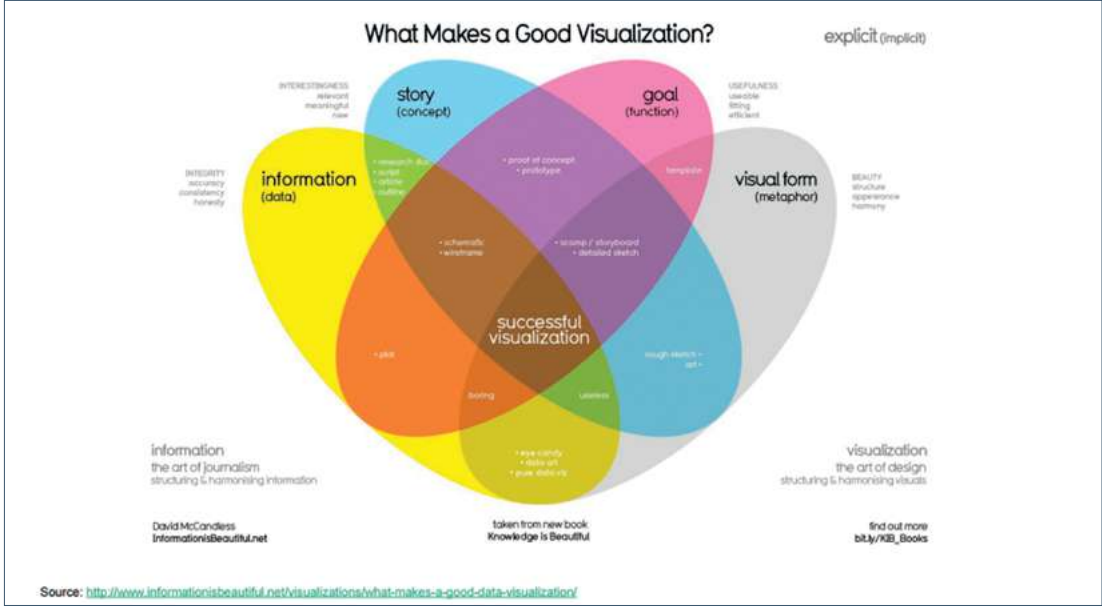 What Makes a Good Visualization?
explicit (implicit)
INTERESTINGNESS
relevant
meaningful
new
story
(concept)
goal
(function)
USEFULNESS
useable
fitting
efficient
INTEGRITY
accuracy
consistency
honesty
information
(data)
• research doc
• script
• article
• outline
• proof of concept
• prototype
template
visual form
(metaphor)
BEAUTY
structure
appearance
harmony
• schematic
• wireframe
• scamp / storyboard
• detailed sketch
successful
visualization
• plot
rough sketch •
art •
boring
useless
• eye candy
• data art
• pure data viz
information
the art of journalism
structuring & harmonising information
visualization
the art of design
structuring & harmonising visuals
David McCandless
InformationisBeautiful.net
taken from new book
Knowledge is Beautiful
find out more
bit.ly/KIB_Books
Source: http://www.informationisbeautiful.net/visualizations/what-makes-a-good-data-visualization/